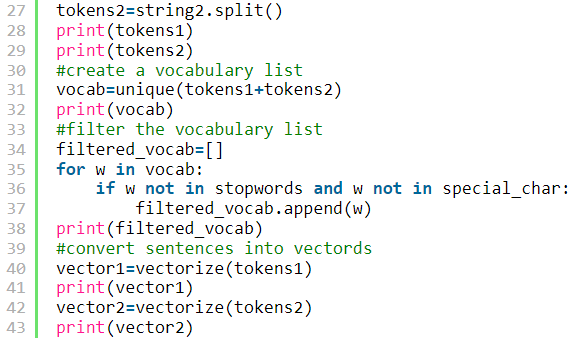 27 tokens2=string2.split()
28 print(tokens1)
29 print(tokens2)
30 #create a vocabulary list
31 vocab=unique(tokens1+tokens2)
32 print(vocab)
33 #filter the vocabulary list
34 filtered_vocab=[]
35 for w in vocab:
36     if w not in stopwords and w not in special_char:
37         filtered_vocab.append(w)
38 print(filtered_vocab)
39 #convert sentences into vectords
40 vector1=vectorize(tokens1)
41 print(vector1)
42 vector2=vectorize(tokens2)
43 print(vector2)